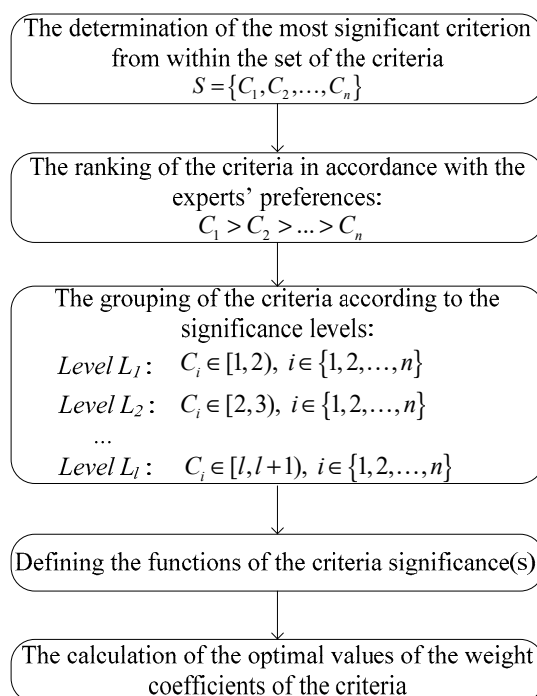 The determination of the most significant criterion
from within the set of the criteria
S = {C₁, C₂, …, Cₙ}
The ranking of the criteria in accordance with the
experts’ preferences:
C₁ > C₂ > ... > Cₙ
The grouping of the criteria according to the
significance levels:
Level L₁: Cᵢ ∈ [1, 2), i ∈ {1, 2, …, n}
Level L₂: Cᵢ ∈ [2, 3), i ∈ {1, 2, …, n}
...
Level Lₗ: Cᵢ ∈ [l, l + 1), i ∈ {1, 2, …, n}
Defining the functions of the criteria significance(s)
The calculation of the optimal values of the weight
coefficients of the criteria